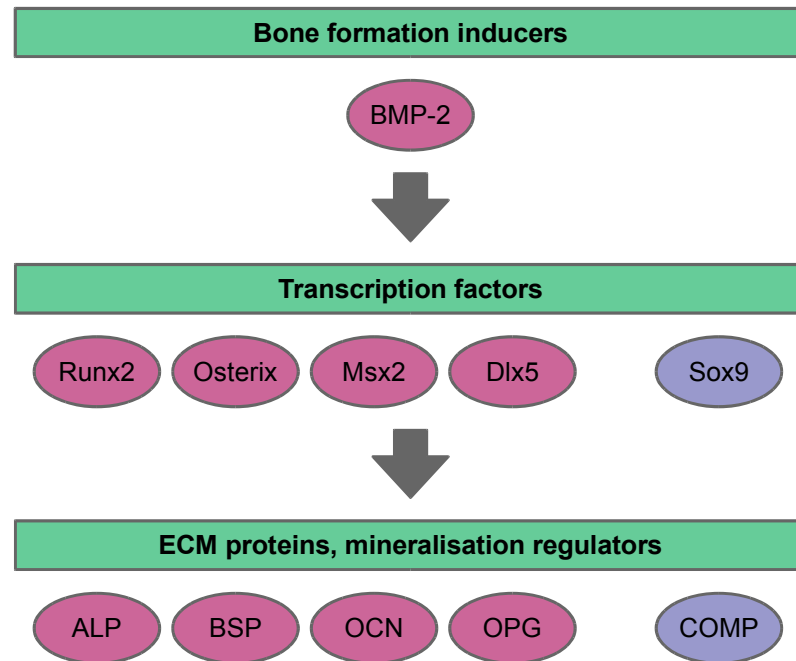 Bone formation inducers
BMP-2
Transcription factors
Runx2 Osterix Msx2 Dlx5 Sox9
ECM proteins, mineralisation regulators
ALP BSP OCN OPG COMP